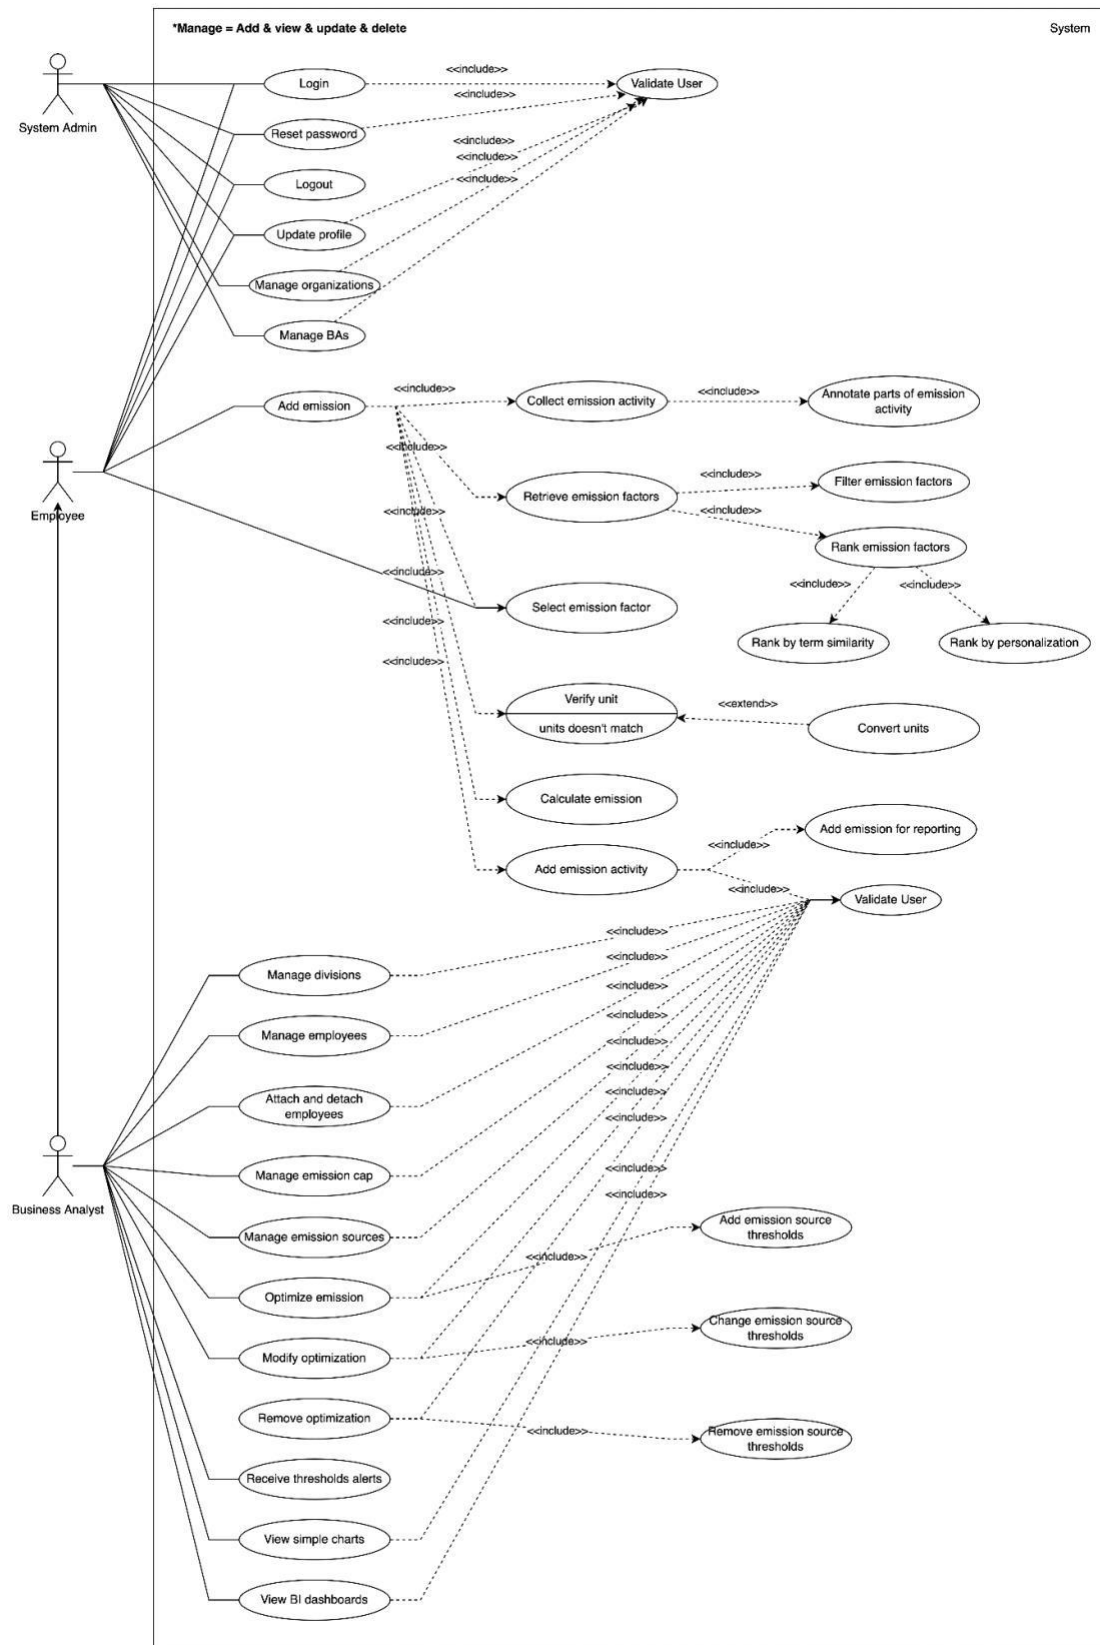 *Manage = Add & view & update & delete
System
System Admin
Login
<<include>>
Validate User
<<include>>
Reset password
<<include>>
<<include>>
<<include>>
Logout
Update profile
Manage organizations
Manage BAs
Employee
Add emission
<<include>>
Collect emission activity
<<include>>
Annotate parts of emission
activity
<<include>>
Retrieve emission factors
<<include>>
Filter emission factors
<<include>>
Rank emission factors
<<include>>
<<include>>
Rank by term similarity
Rank by personalization
<<include>>
<<include>>
Select emission factor
<<include>>
<<include>>
Verify unit
units doesn't match
<<extend>>
Convert units
Calculate emission
Add emission activity
<<include>>
Add emission for reporting
<<include>>
Validate User
Business Analyst
Manage divisions
<<include>>
Manage employees
<<include>>
Attach and detach
employees
<<include>>
Manage emission cap
<<include>>
Manage emission sources
<<include>>
Optimize emission
<<include>>
<<include>>
Add emission source
thresholds
Modify optimization
<<include>>
<<include>>
Change emission source
thresholds
Remove optimization
<<include>>
<<include>>
Remove emission source
thresholds
Receive thresholds alerts
View simple charts
<<include>>
View BI dashboards
<<include>>